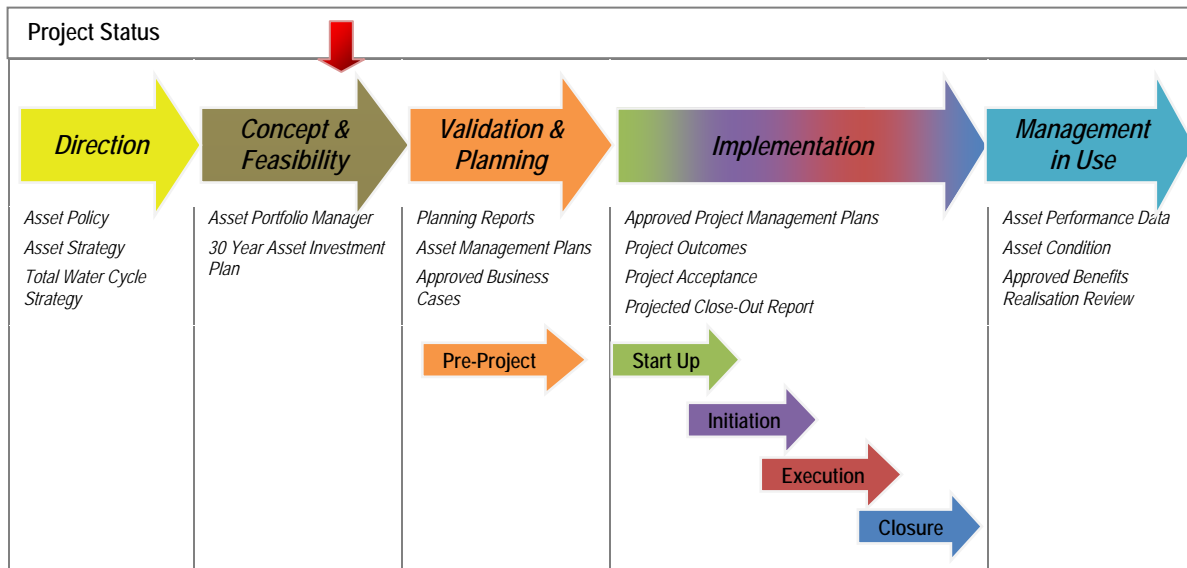 Project Status
Direction
Concept &
Feasibility
Validation &
Planning
Implementation
Management
in Use
Asset Policy
Asset Strategy
Total Water Cycle
Strategy
Asset Portfolio Manager
30 Year Asset Investment
Plan
Planning Reports
Asset Management Plans
Approved Business
Cases
Approved Project Management Plans
Project Outcomes
Project Acceptance
Projected Close-Out Report
Asset Performance Data
Asset Condition
Approved Benefits
Realisation Review
Pre-Project
Start Up
Initiation
Execution
Closure